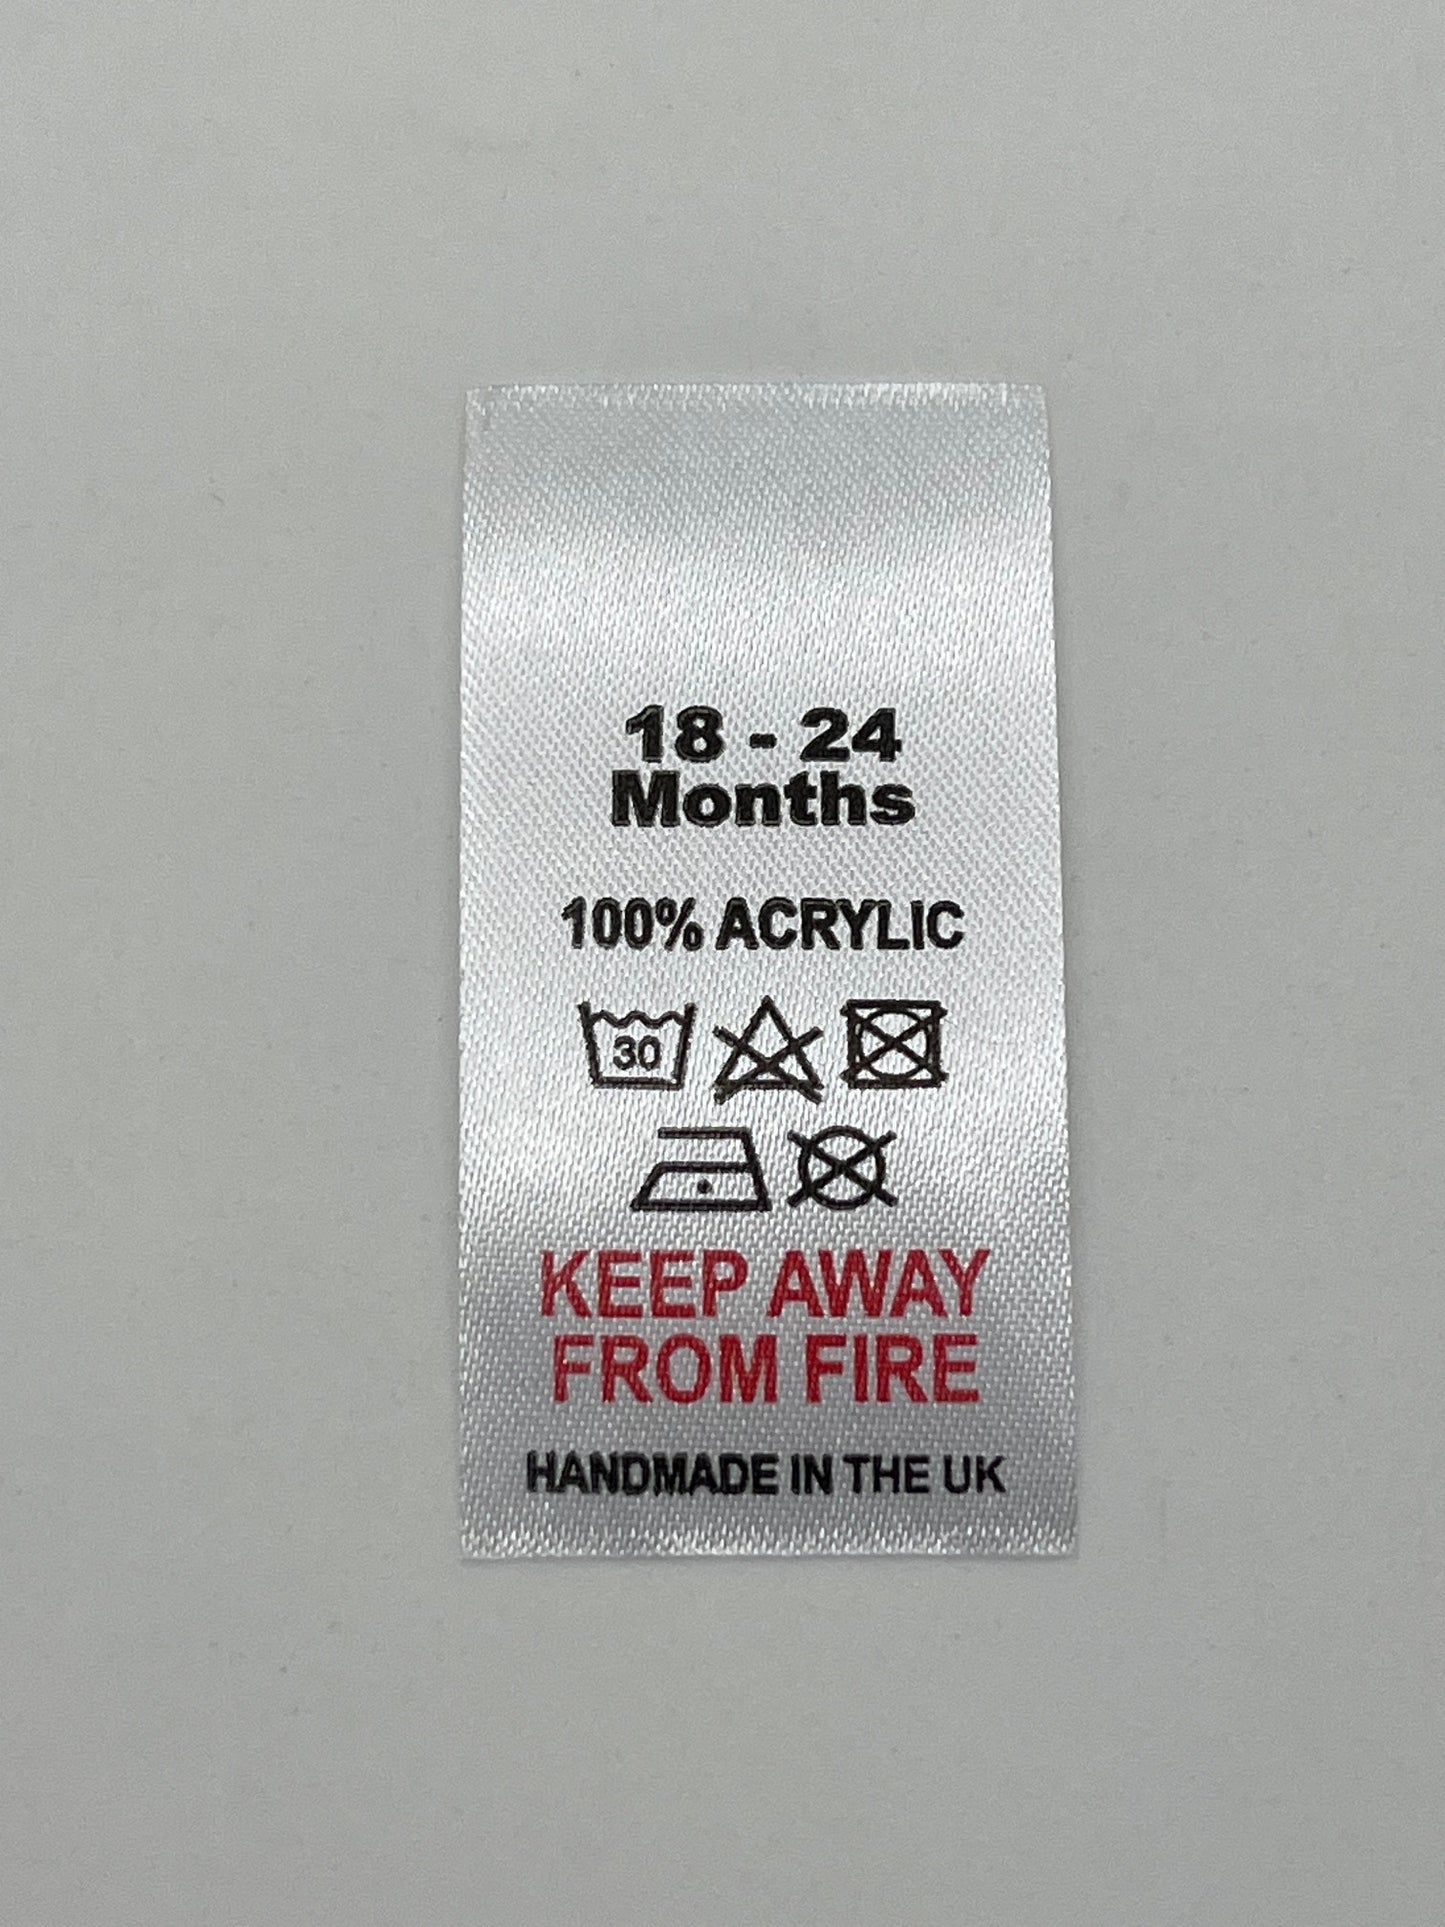 18 - 24
Months
100% ACRYLIC
30
KEEP AWAY
FROM FIRE
HANDMADE IN THE UK